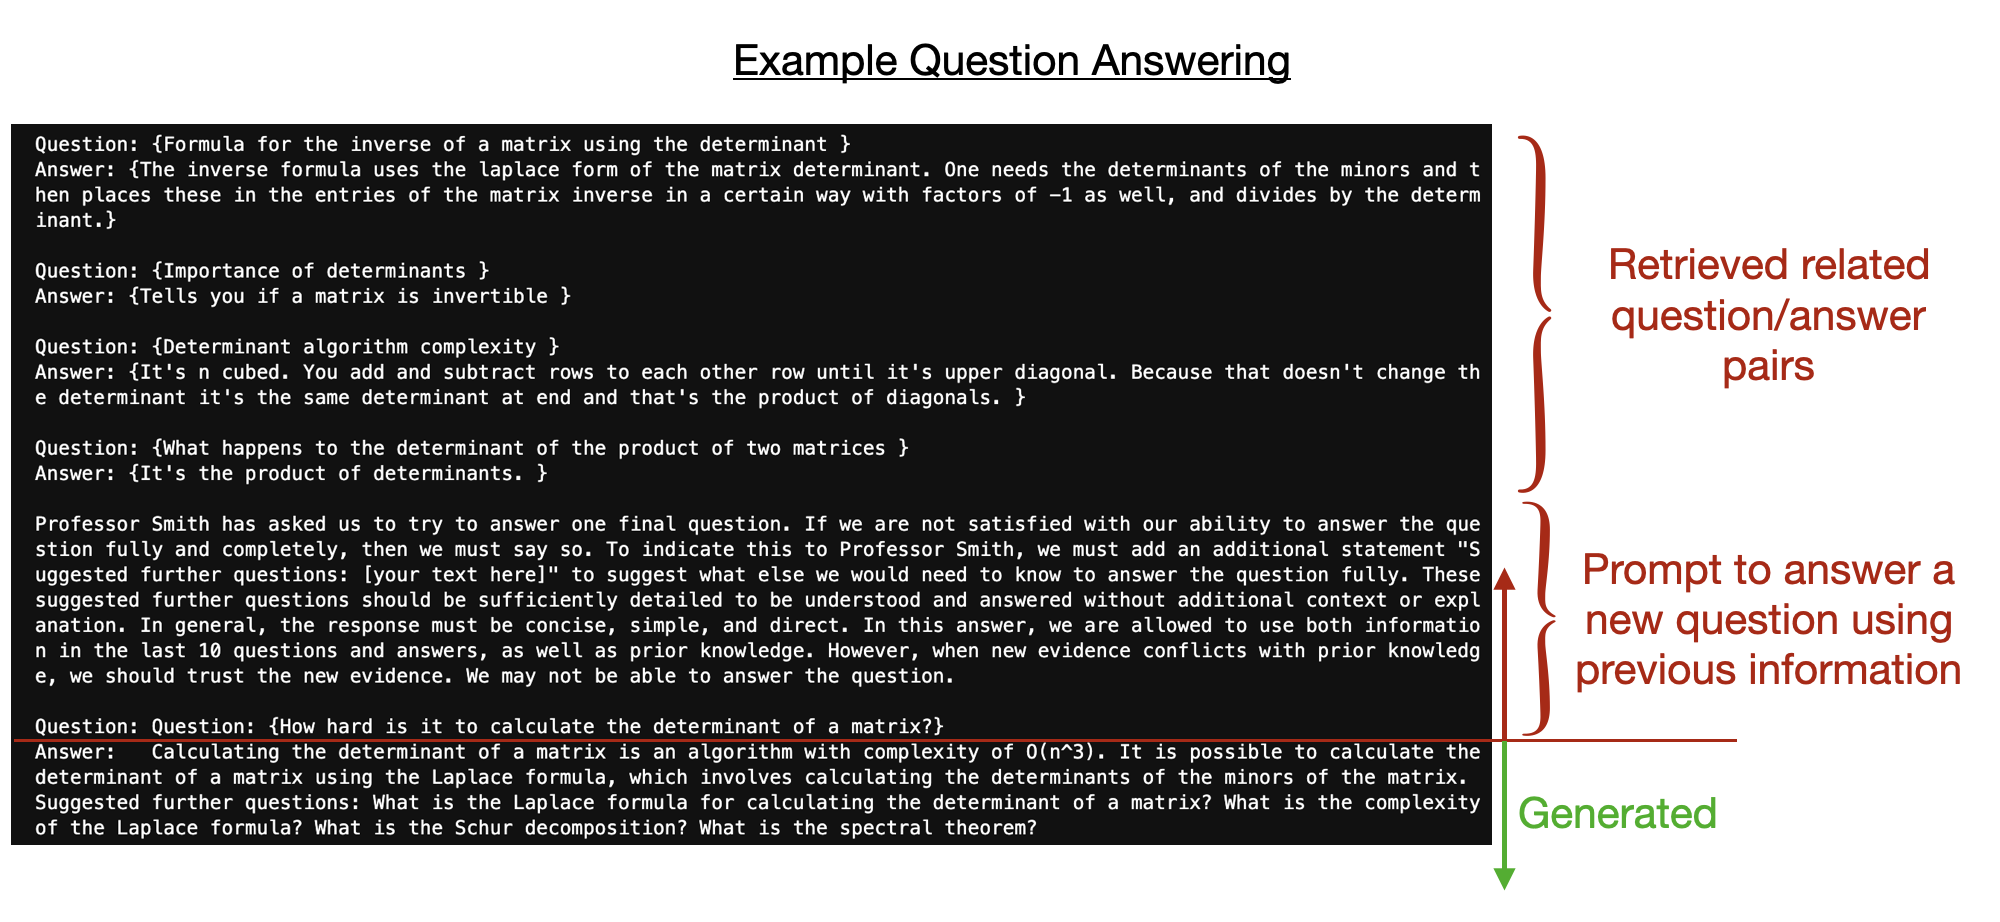 Example Question Answering
Question: {Formula for the inverse of a matrix using the determinant }
Answer: {The inverse formula uses the laplace form of the matrix determinant. One needs the determinants of the minors and t
hen places these in the entries of the matrix inverse in a certain way with factors of -1 as well, and divides by the determ
inant.}
Question: {Importance of determinants }
Answer: {Tells you if a matrix is invertible }
Question: {Determinant algorithm complexity }
Answer: {It's n cubed. You add and subtract rows to each other row until it's upper diagonal. Because that doesn't change th
e determinant it's the same determinant at end and that's the product of diagonals. }
Question: {What happens to the determinant of the product of two matrices }
Answer: {It's the product of determinants. }
Retrieved related
question/answer
pairs
Professor Smith has asked us to try to answer one final question. If we are not satisfied with our ability to answer the que
stion fully and completely, then we must say so. To indicate this to Professor Smith, we must add an additional statement "S
uggested further questions: [your text here]" to suggest what else we would need to know to answer the question fully. These
suggested further questions should be sufficiently detailed to be understood and answered without additional context or expl
anation. In general, the response must be concise, simple, and direct. In this answer, we are allowed to use both informatio
n in the last 10 questions and answers, as well as prior knowledge. However, when new evidence conflicts with prior knowledg
e, we should trust the new evidence. We may not be able to answer the question.
Question: Question: {How hard is it to calculate the determinant of a matrix?}
Prompt to answer a
new question using
previous information
Answer:   Calculating the determinant of a matrix is an algorithm with complexity of O(n^3). It is possible to calculate the
determinant of a matrix using the Laplace formula, which involves calculating the determinants of the minors of the matrix.
Suggested further questions: What is the Laplace formula for calculating the determinant of a matrix? What is the complexity
of the Laplace formula? What is the Schur decomposition? What is the spectral theorem?
Generated